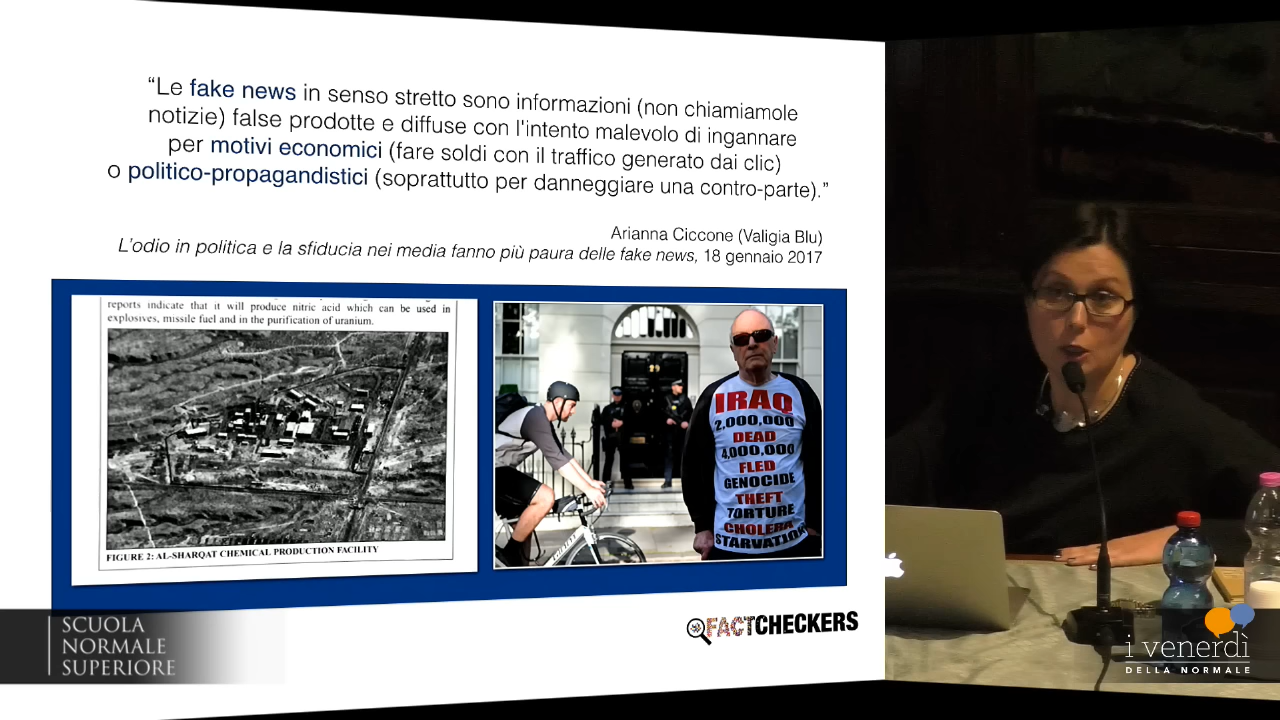 “Le fake news in senso stretto sono informazioni (non chiamiamole
notizie) false prodotte e diffuse con l'intento malevolo di ingannare
per motivi economici (fare soldi con il traffico generato dai clic)
o politico-propagandistici (soprattutto per danneggiare una contro-parte).”
Arianna Ciccone (Valigia Blu)
L'odio in politica e la sfiducia nei media fanno più paura delle fake news, 18 gennaio 2017
reports indicate that it will produce nitric acid which can be used in
explosives, missile fuel and in the purification of uranium.
FIGURE 2: AL-SHARQAT CHEMICAL PRODUCTION FACILITY
29
IRAQ
2,000,000
DEAD
4,000,000
FLED
GENOCIDE
THEFT
TORTURE
CHOLERA
STARVATION
FACTCHECKERS
SCUOLA
NORMALE
SUPERIORE
i venerdì
DELLA NORMALE